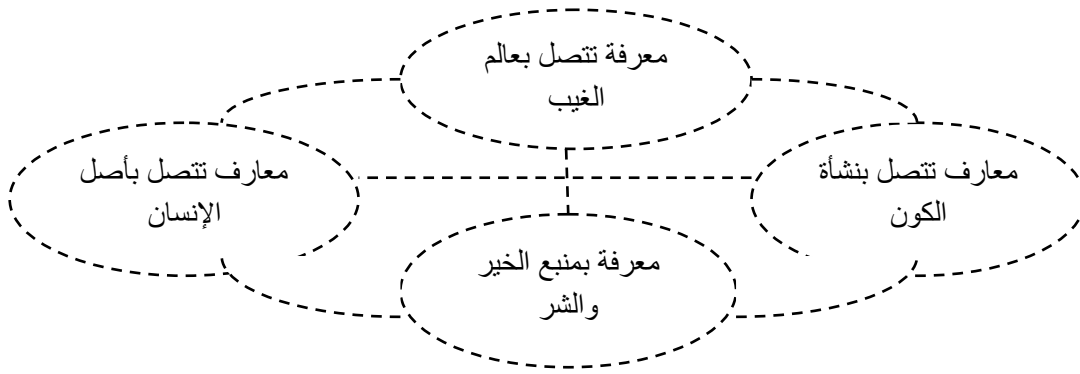 معرفة تتصل بعالم
الغيب
معارف تتصل بنشأة
الكون
معارف تتصل بأصل
الإنسان
معرفة بمنبع الخير
والشر